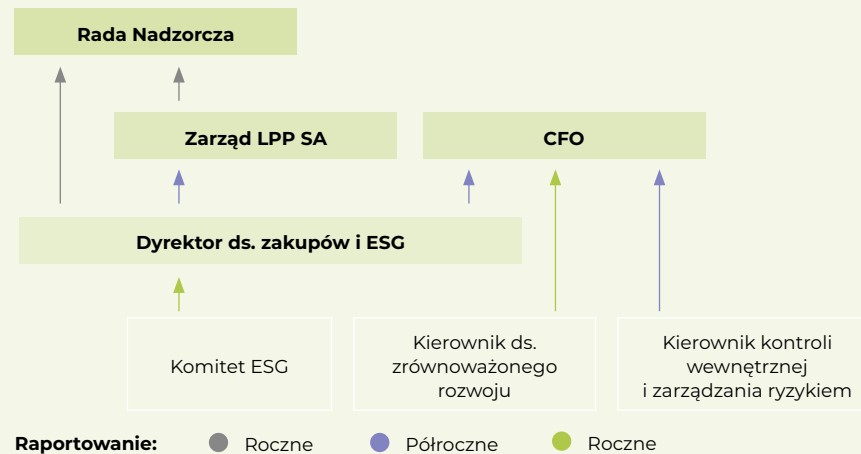 Rada Nadzorcza
Zarząd LPP SA
CFO
Dyrektor ds. zakupów i ESG
Komitet ESG
Kierownik ds.
zrównoważonego
rozwoju
Kierownik kontroli
wewnętrznej
i zarządzania ryzykiem
Raportowanie: Roczne Półroczne Roczne